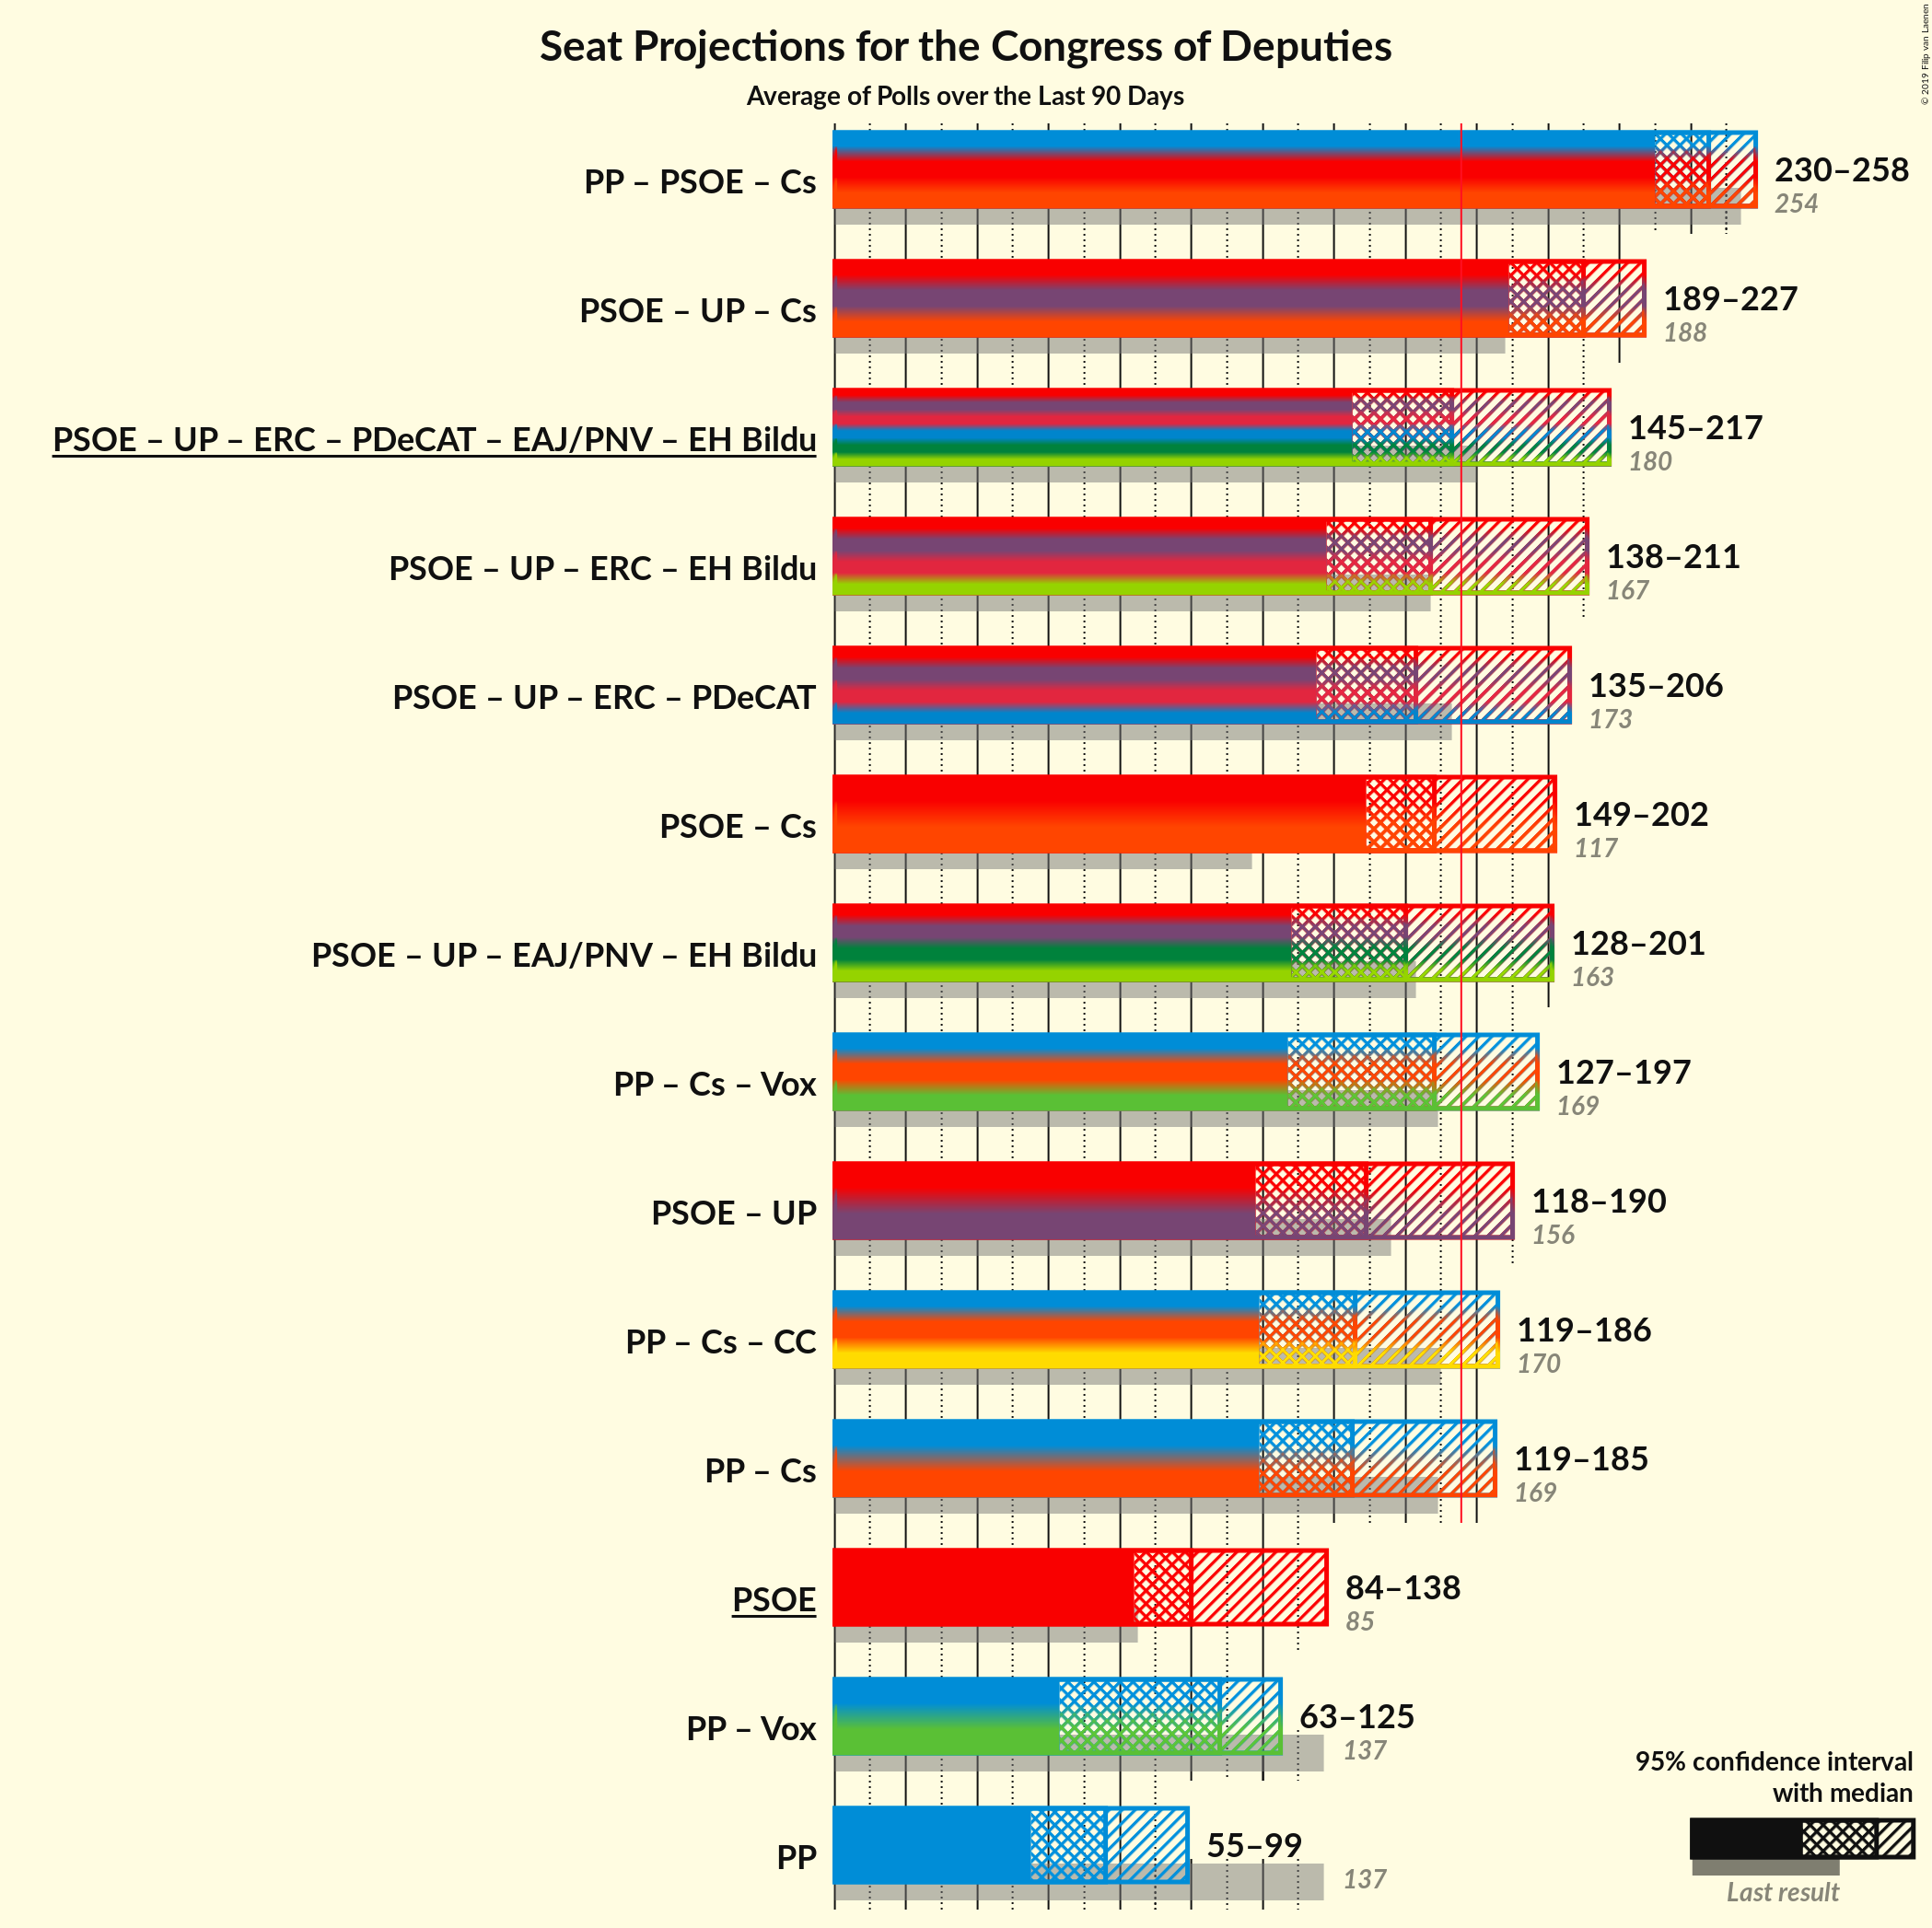 Seat Projections for the Congress of Deputies
Average of Polls over the Last 90 Days
© 2019 Filip van Laenen
PP – PSOE – Cs
230–258
254
PSOE – UP – Cs
189–227
188
PSOE – UP – ERC – PDeCAT – EAJ/PNV – EH Bildu
145–217
180
PSOE – UP – ERC – EH Bildu
138–211
167
PSOE – UP – ERC – PDeCAT
135–206
173
PSOE – Cs
149–202
117
PSOE – UP – EAJ/PNV – EH Bildu
128–201
163
PP – Cs – Vox
127–197
169
PSOE – UP
118–190
156
PP – Cs – CC
119–186
170
PP – Cs
119–185
169
PSOE
84–138
85
PP – Vox
63–125
137
PP
55–99
137
95% confidence interval
with median
Last result